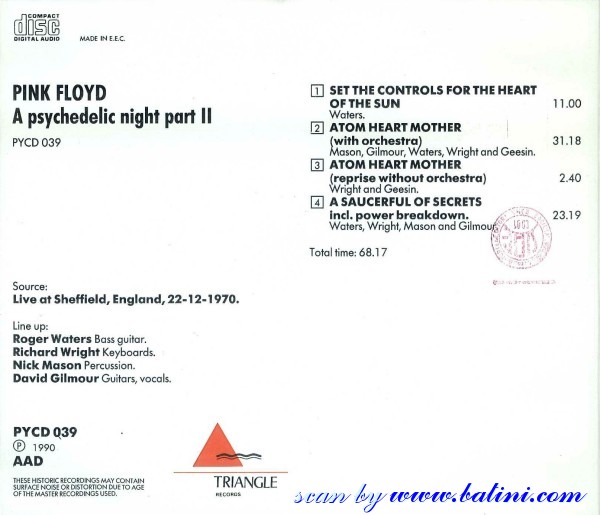 COMPACT
disc
DIGITAL AUDIO
MADE IN E.E.C.
PINK FLOYD
A psychedelic night part II
PYCD 039
1 SET THE CONTROLS FOR THE HEART
OF THE SUN 11.00
Waters.
2 ATOM HEART MOTHER
(with orchestra) 31.18
Mason, Gilmour, Waters, Wright and Geesin.
3 ATOM HEART MOTHER
(reprise without orchestra) 2.40
Wright and Geesin.
4 A SAUCERFUL OF SECRETS
incl. power breakdown. 23.19
Waters, Wright, Mason and Gilmour
Total time: 68.17
Source:
Live at Sheffield, England, 22-12-1970.
Line up:
Roger Waters Bass guitar.
Richard Wright Keyboards.
Nick Mason Percussion.
David Gilmour Guitars, vocals.
PYCD 039
P 1990
AAD
THESE HISTORIC RECORDINGS MAY CONTAIN
SURFACE NOISE OR DISTORTION DUE TO AGE
OF THE MASTER RECORDINGS USED.
TRIANGLE
RECORDS
scan by www.batini.com